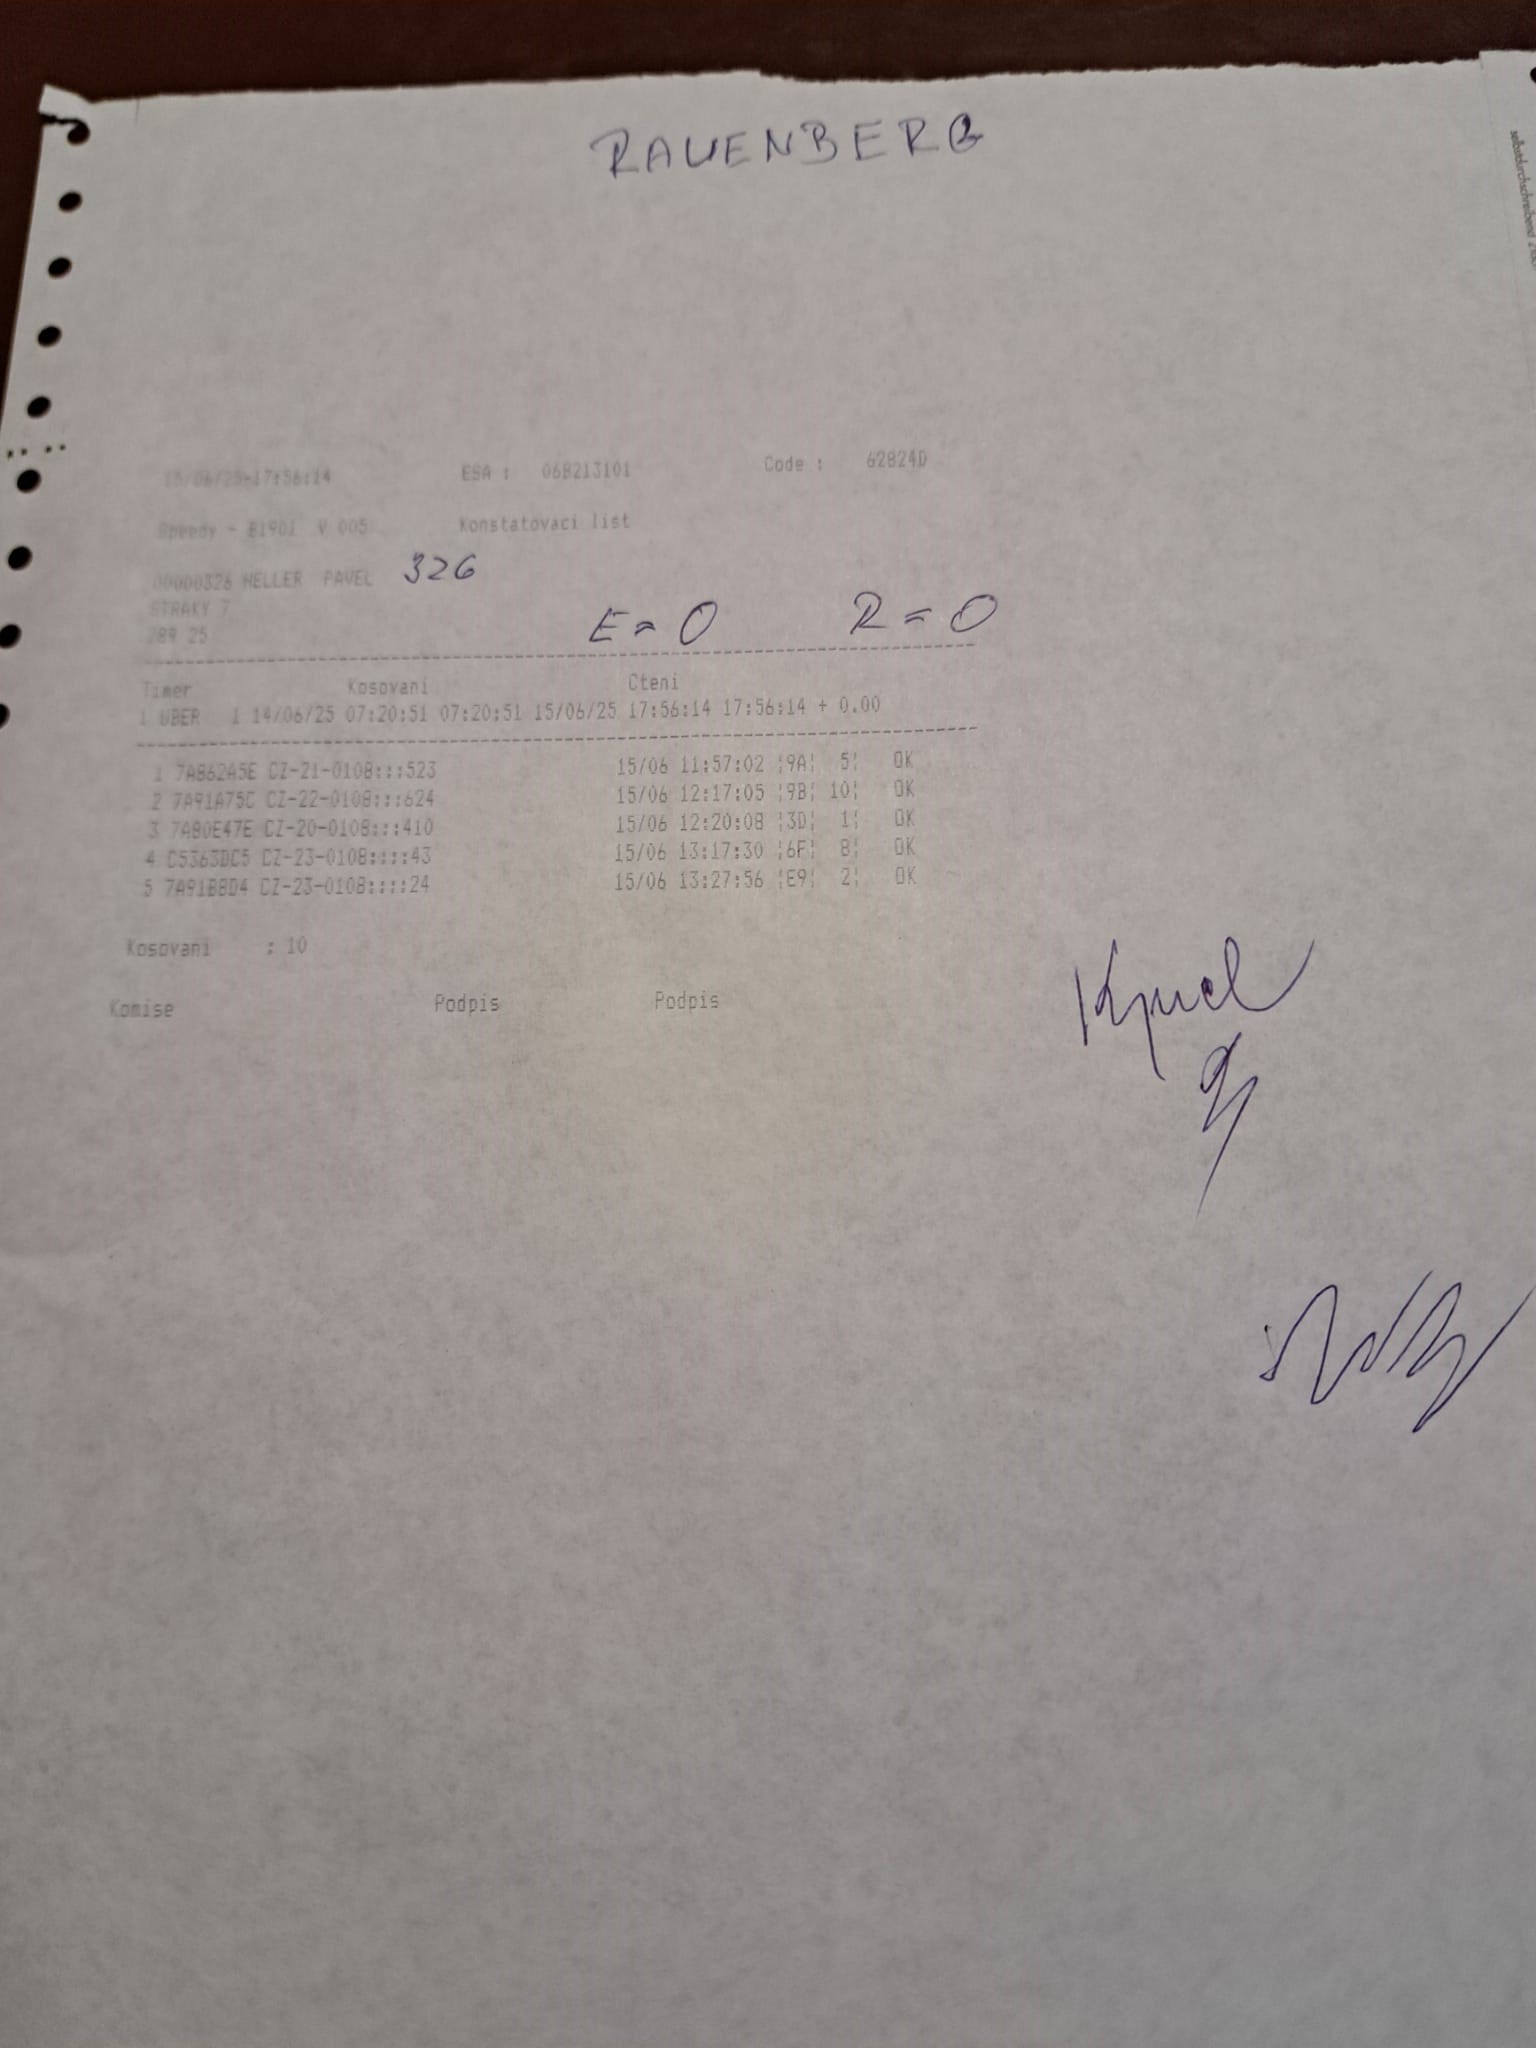 RAUENBERG
selbstdurchschreibend
15/06/25-17:56:14 ESA : 06B213101 Code : 62824D
Speedy - B1901 V 005 Konstatovaci list
00000326 HELLER PAVEL 326
STRAKY 7
289 25
E = 0 R = 0
Timer Kosovani Cteni
1 UBER 1 14/06/25 07:20:51 07:20:51 15/06/25 17:56:14 17:56:14 + 0.00
1 7A862A5E CZ-21-0108:::523 15/06 11:57:02 ¦9A¦ 5¦ OK
2 7A91A75C CZ-22-0108:::624 15/06 12:17:05 ¦9B¦ 10¦ OK
3 7A80E47E CZ-20-0108:::410 15/06 12:20:08 ¦3D¦ 1¦ OK
4 C5363DC5 CZ-23-0108::::43 15/06 13:17:30 ¦6F¦ 8¦ OK
5 7A91B8D4 CZ-23-0108::::24 15/06 13:27:56 ¦E9¦ 2¦ OK
Kosovani : 10
Komise Podpis Podpis